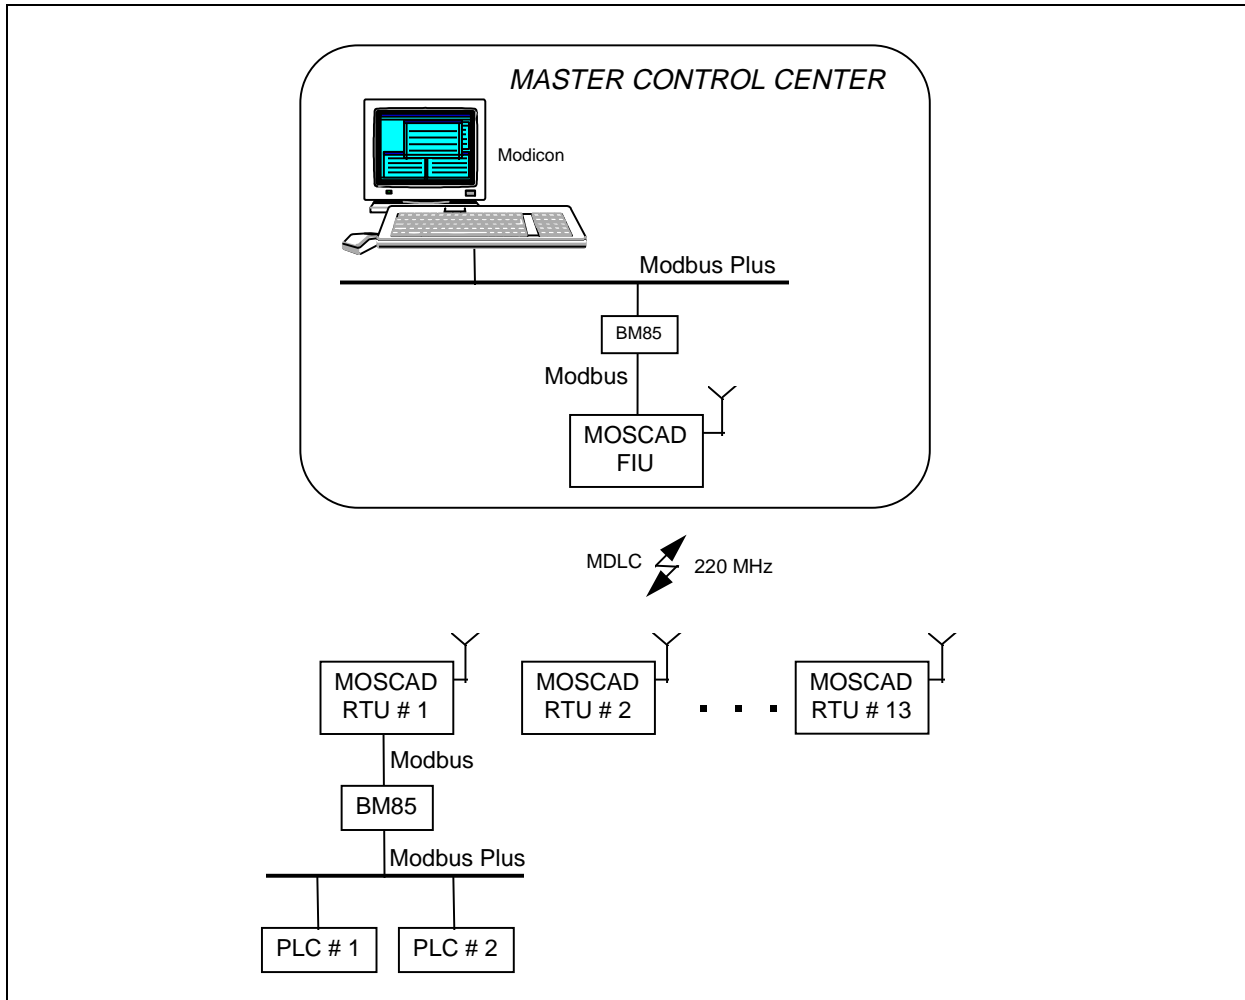 MASTER CONTROL CENTER
Modicon
Modbus Plus
BM85
Modbus
MOSCAD
FIU
MDLC
220 MHz
MOSCAD
RTU # 1
MOSCAD
RTU # 2
MOSCAD
RTU # 13
Modbus
BM85
Modbus Plus
PLC # 1
PLC # 2